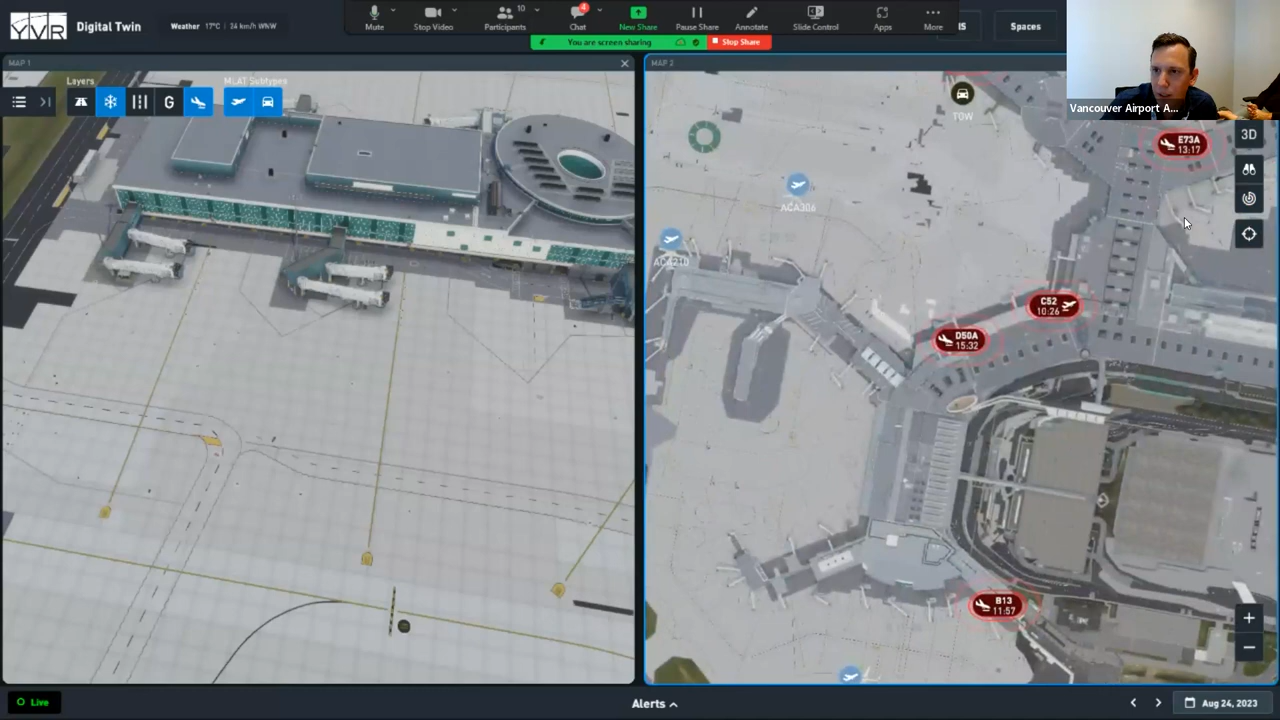 YVR Digital Twin
Weather 17°C | 24 km/h WNW
Mute
Stop Video
10
Participants
4
Chat
New Share
Pause Share
Annotate
Slide Control
Apps
More
You are screen sharing
Stop Share
Spaces
Vancouver Airport A...
MAP 1
Layers
MLAT Subtypes
G
MAP 2
TOW
ACA306
3D
E73A
13:17
C52
10:26
D50A
15:32
B13
11:57
Live
Alerts
Aug 24, 2023